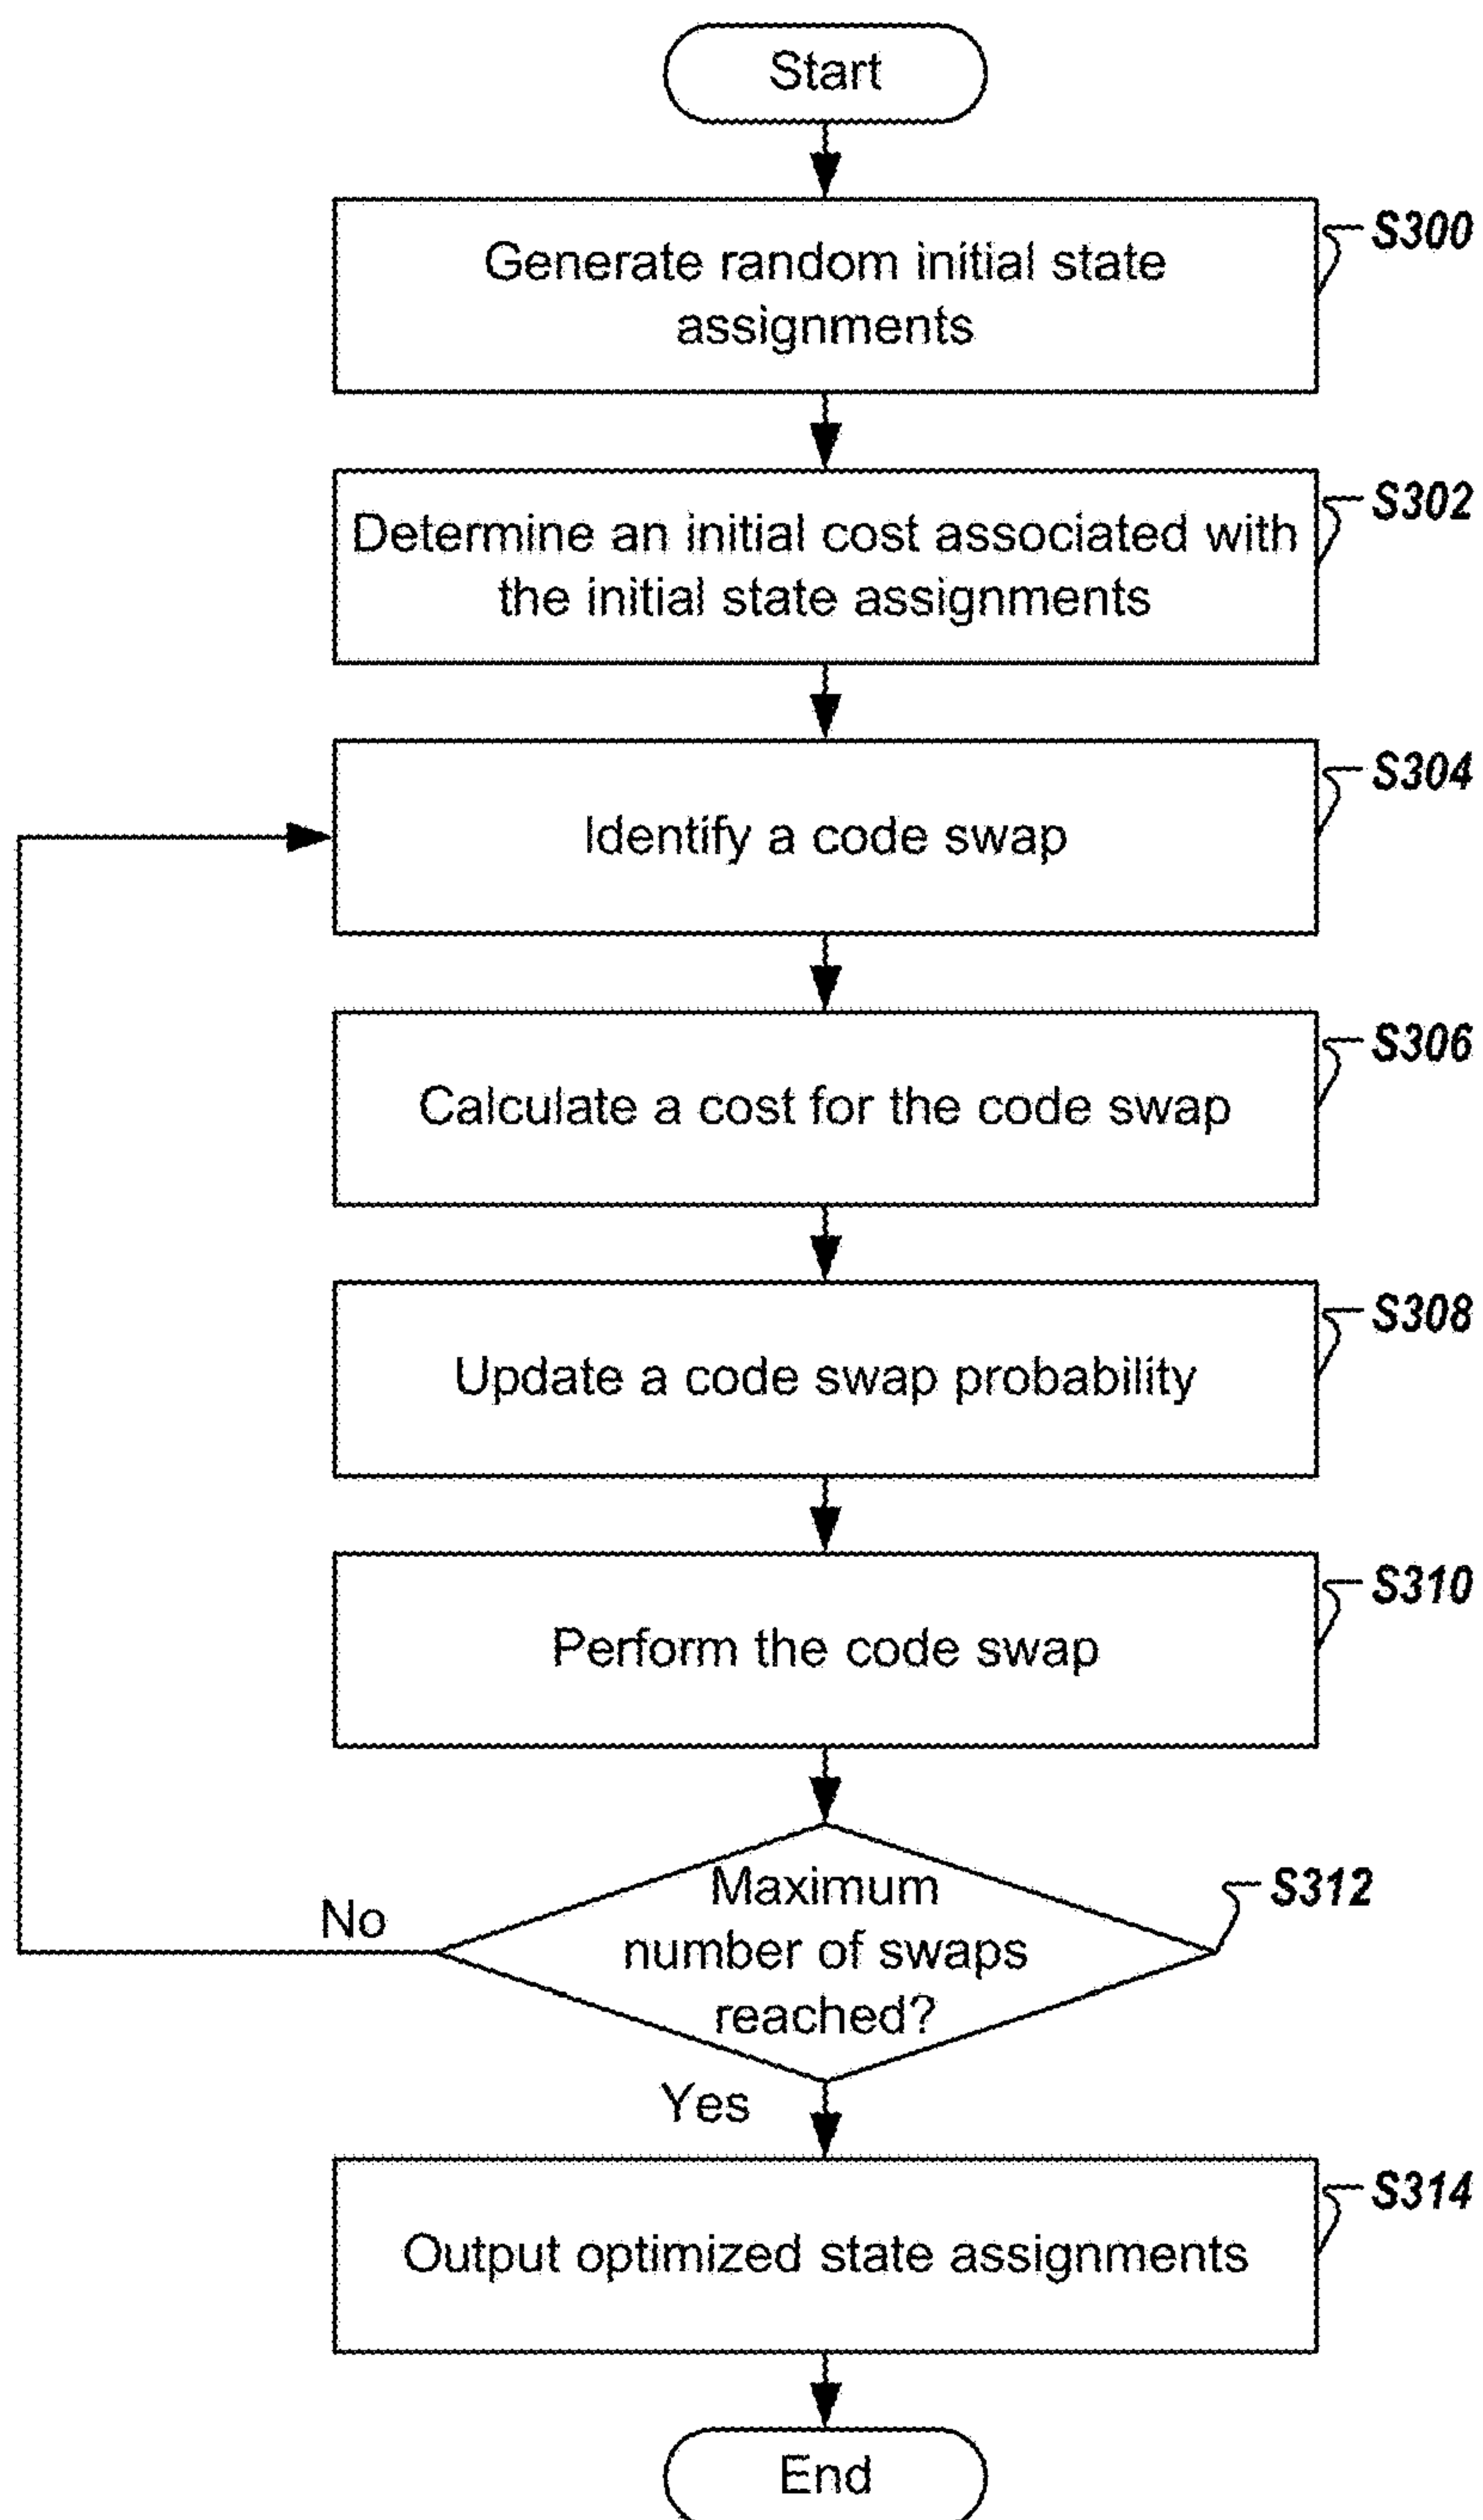 Start
Generate random initial state
assignments
S300
Determine an initial cost associated with
the initial state assignments
S302
Identify a code swap
S304
Calculate a cost for the code swap
S306
Update a code swap probability
S308
Perform the code swap
S310
Maximum
number of swaps
reached?
S312
No
Yes
Output optimized state assignments
S314
End